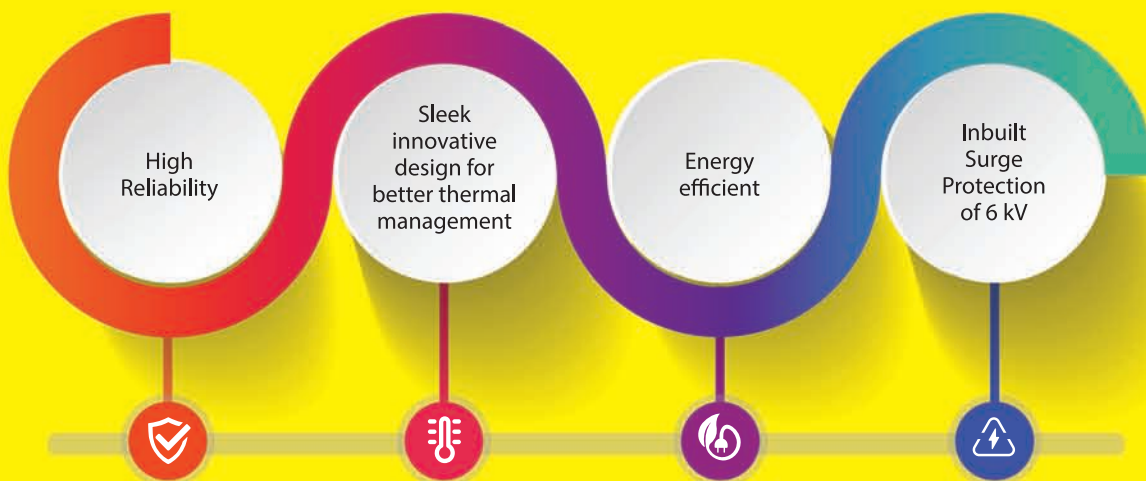 High
Reliability
Sleek
innovative
design for
better thermal
management
Energy
efficient
Inbuilt
Surge
Protection
of 6 kV